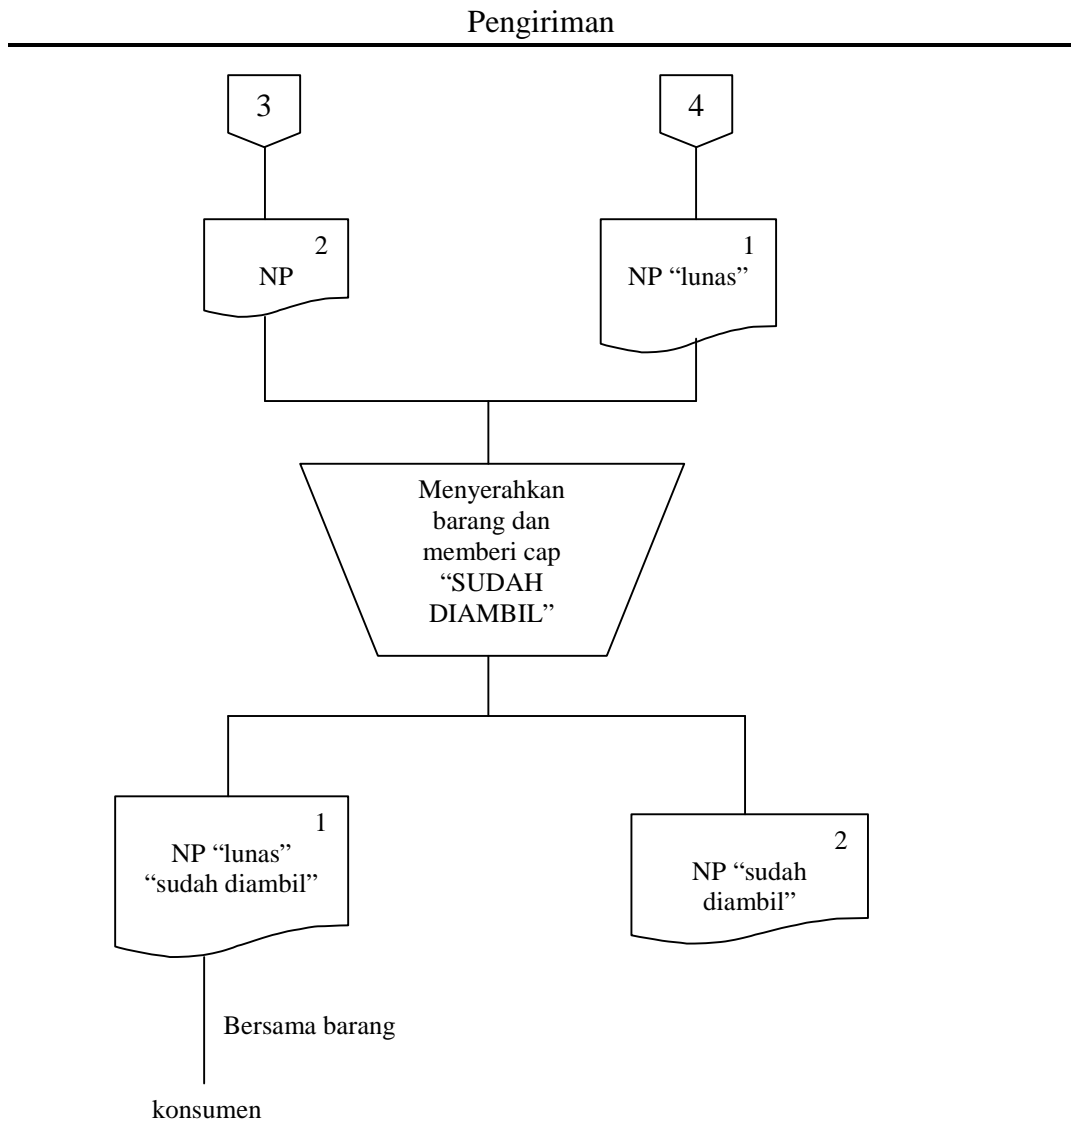 Pengiriman
3
4
2
NP
1
NP “lunas”
Menyerahkan
barang dan
memberi cap
“SUDAH
DIAMBIL”
1
NP “lunas”
“sudah diambil”
2
NP “sudah
diambil”
Bersama barang
konsumen